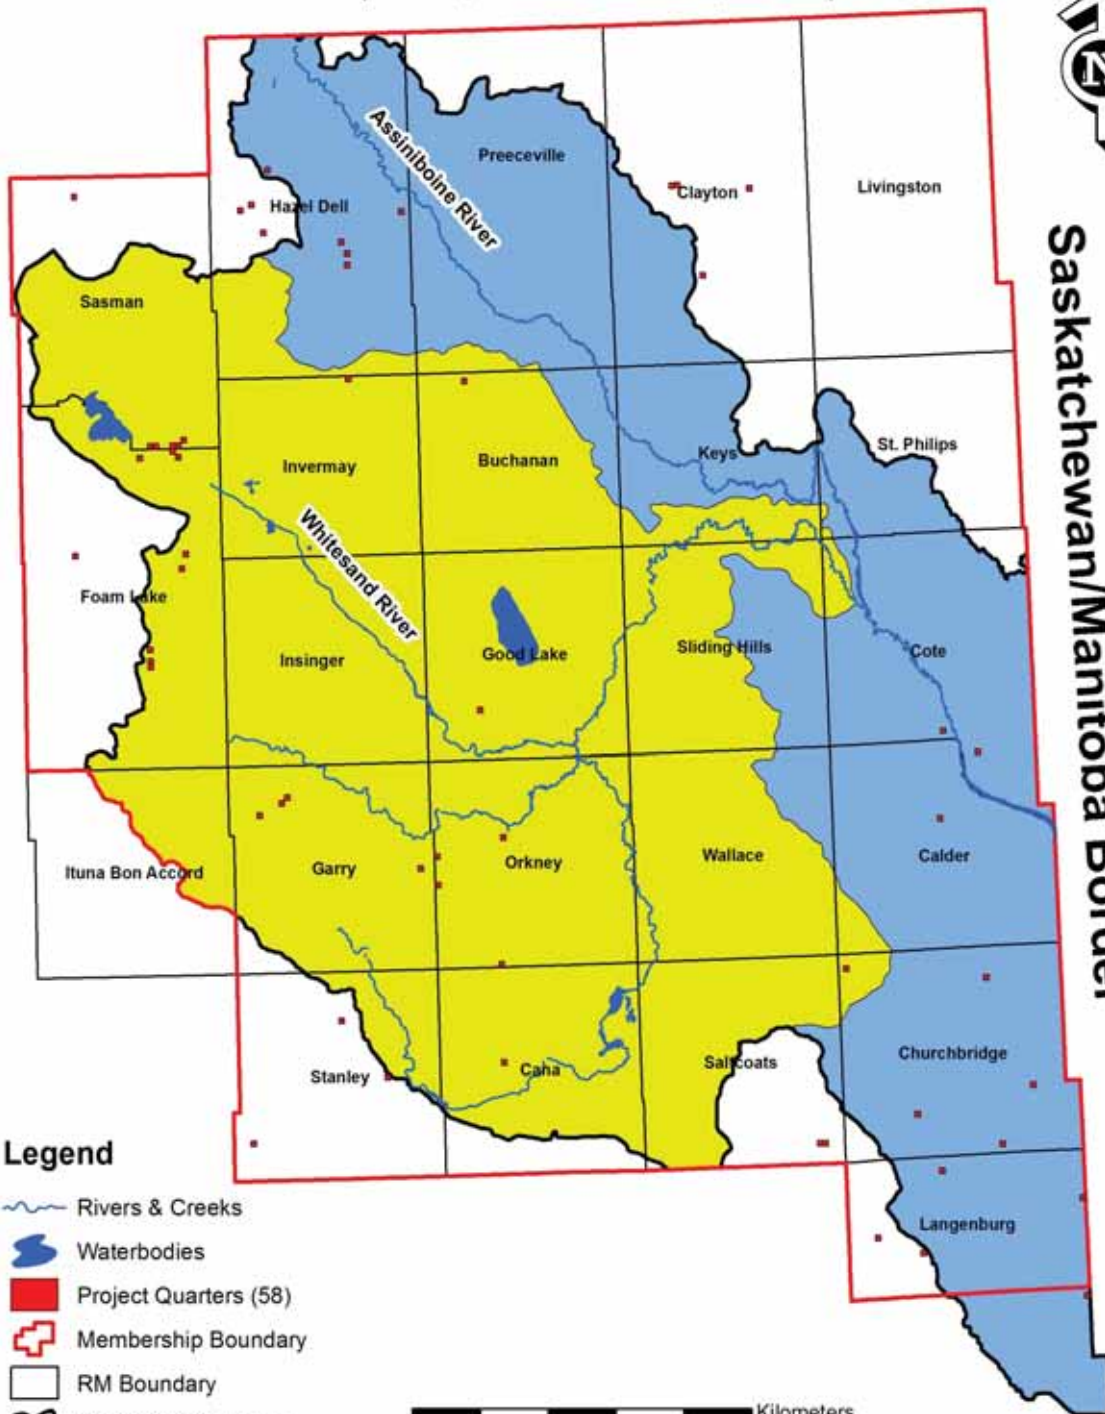 Assiniboine River
Preeceville
Clayton
Livingston
Hazel Dell
Sasman
Invermay
Buchanan
Keys
St. Philips
Whitesand River
Foam Lake
Insinger
Good Lake
Sliding Hills
Cote
Ituna Bon Accord
Garry
Orkney
Wallace
Calder
Stanley
Cana
Saltcoats
Churchbridge
Langenburg
Saskatchewan/Manitoba Border
N
Legend
Rivers & Creeks
Waterbodies
Project Quarters (58)
Membership Boundary
RM Boundary
Kilometers